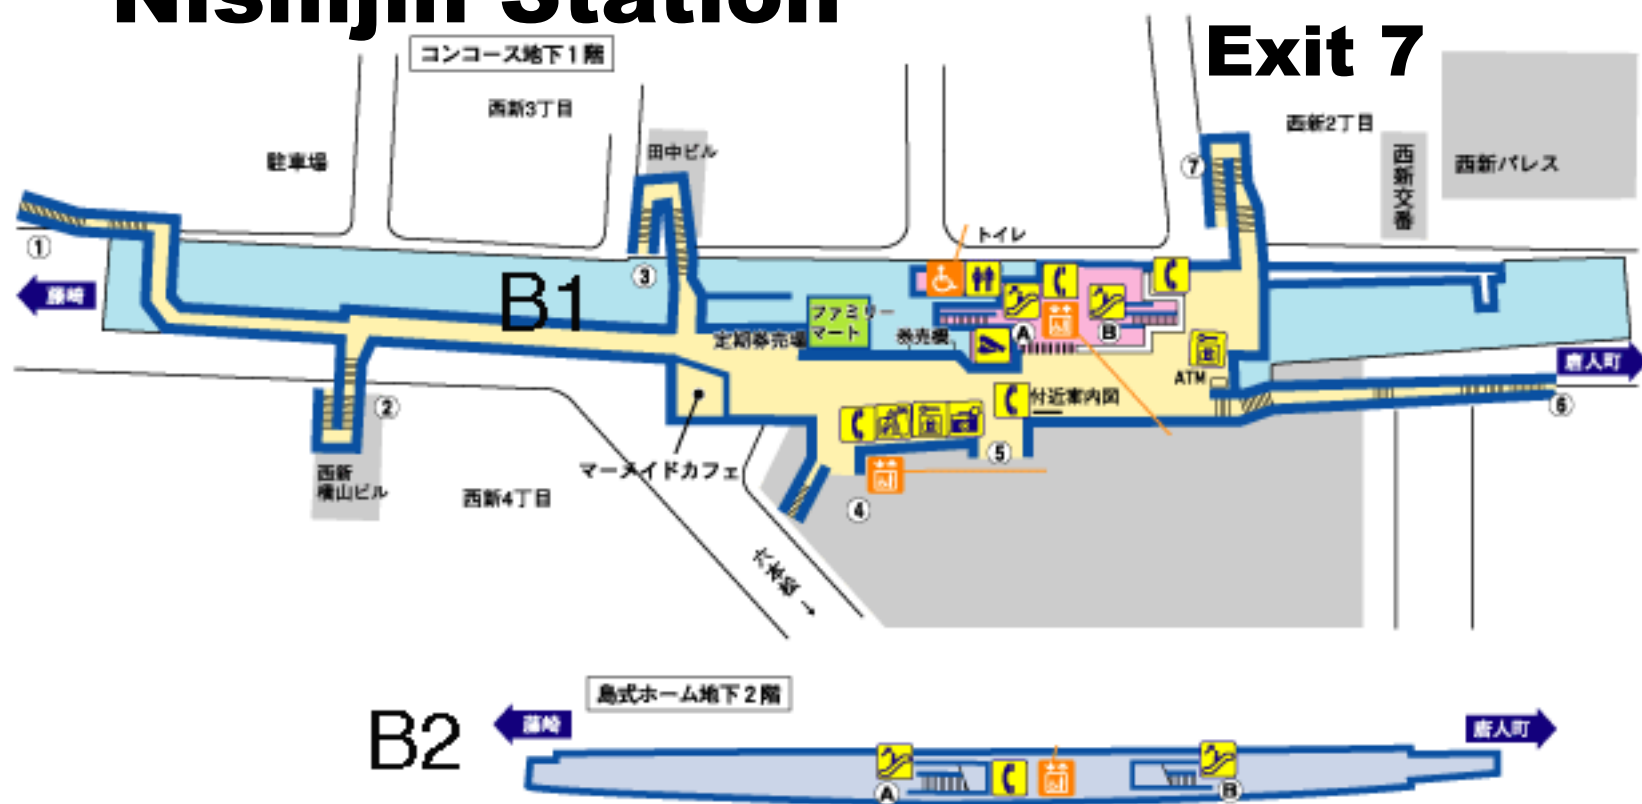 Nishijin Station
Exit 7
コンコース地下1階
西新3丁目
西新2丁目
駐車場
田中ビル
⑦
西新交番
西新パレス
①
トイレ
③
藤崎
B1
ファミリー
マート
定期券売場
券売機
A
B
唐人町
ATM
付近案内図
②
⑥
マーメイドカフェ
⑤
西新
横山ビル
西新4丁目
④
六本松→
島式ホーム地下2階
B2
藤崎
唐人町
A
B